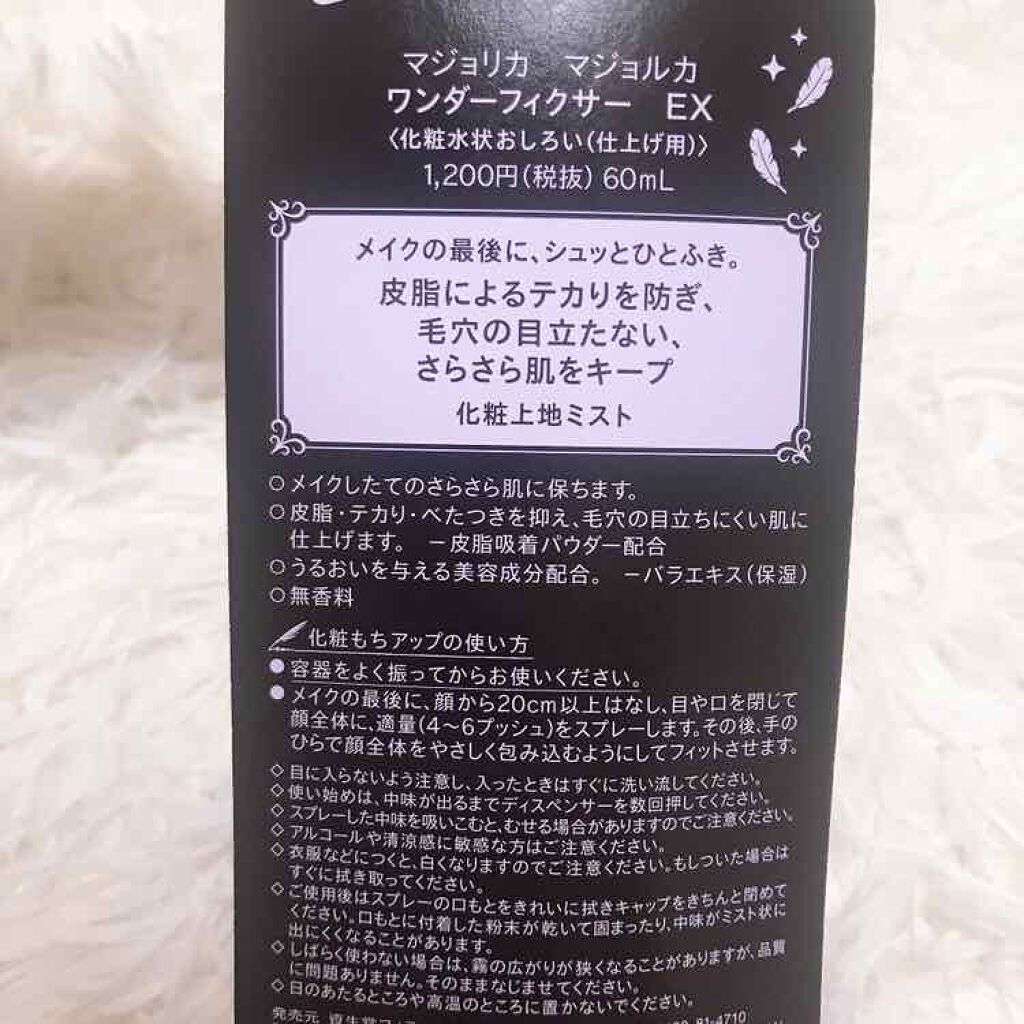 マジョリカ マジョルカ
ワンダーフィクサー EX
〈化粧水状おしろい(仕上げ用)〉
1,200円(税抜) 60mL
メイクの最後に、シュッとひとふき。
皮脂によるテカリを防ぎ、
毛穴の目立たない、
さらさら肌をキープ
化粧上地ミスト
○メイクしたてのさらさら肌に保ちます。
○皮脂・テカリ・べたつきを抑え、毛穴の目立ちにくい肌に
仕上げます。 －皮脂吸着パウダー配合
○うるおいを与える美容成分配合。 －バラエキス(保湿)
○無香料
化粧もちアップの使い方
●容器をよく振ってからお使いください。
●メイクの最後に、顔から20cm以上はなし、目や口を閉じて
顔全体に、適量(4～6プッシュ)をスプレーします。その後、手の
ひらで顔全体をやさしく包み込むようにしてフィットさせます。
◇目に入らないよう注意し、入ったときはすぐに洗い流してください。
◇使い始めは、中味が出るまでディスペンサーを数回押してください。
◇スプレーした中味を吸いこむと、むせる場合がありますのでご注意ください。
◇アルコールや清涼感に敏感な方はご注意ください。
◇衣服などにつくと、白くなりますのでご注意ください。もしついた場合は
すぐに拭き取ってください。
◇ご使用後はスプレーの口もとをきれいに拭きキャップをきちんと閉めて
ください。口もとに付着した粉末が乾いて固まったり、中味がミスト状に
出にくくなることがあります。
◇しばらく使わない場合は、霧の広がりが狭くなることがありますが、品質
に問題ありません。そのままなじませてください。
◇日のあたるところや高温のところに置かないでください。
発売元 資生堂 81-4710